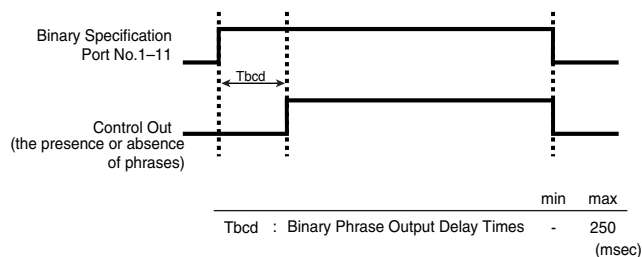 Binary Specification
Port No.1–11
Tbcd
Control Out
(the presence or absence
of phrases)
min max
Tbcd : Binary Phrase Output Delay Times - 250
(msec)